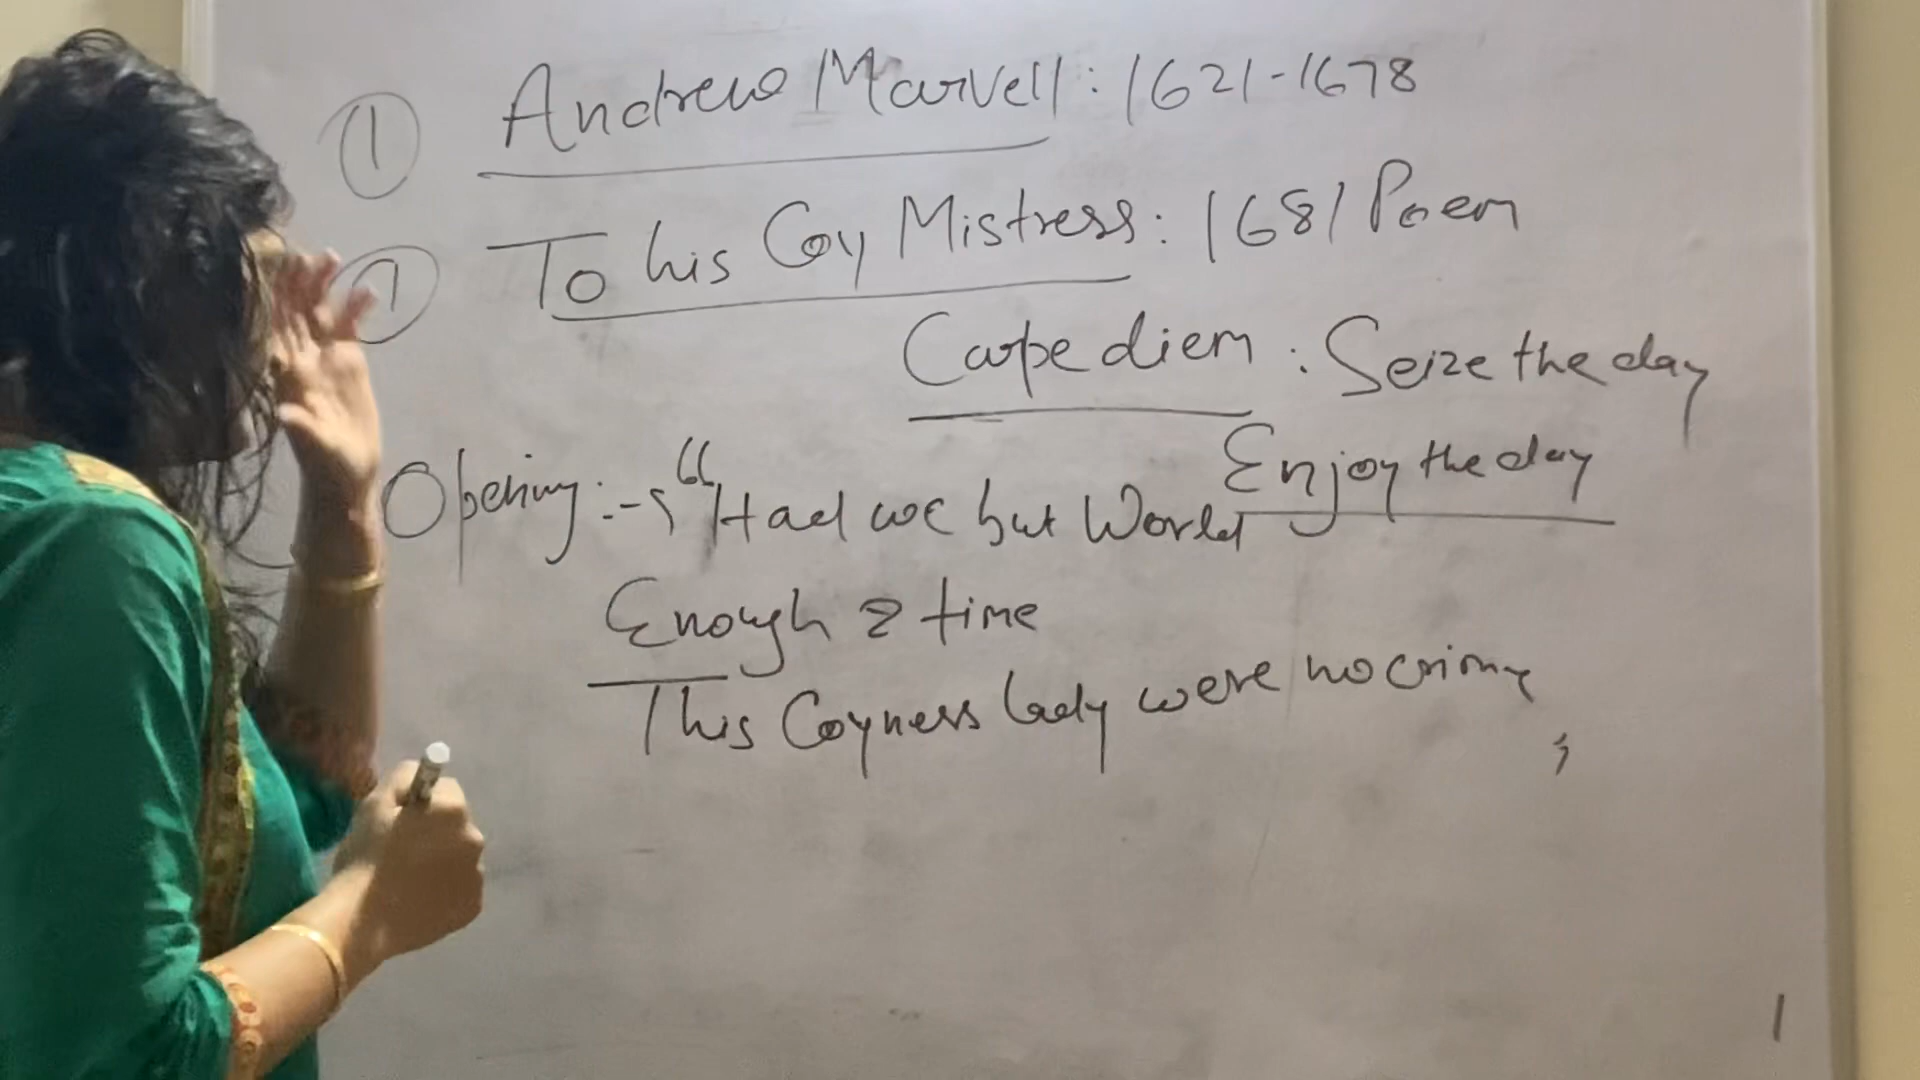 ① Andrew Marvell: 1621-1678
① To his Coy Mistress: 1681 Poem
Carpe diem : Seize the day
Enjoy the day
Opening:- "Had we but World
Enough & time
This Coyness lady were no crime,